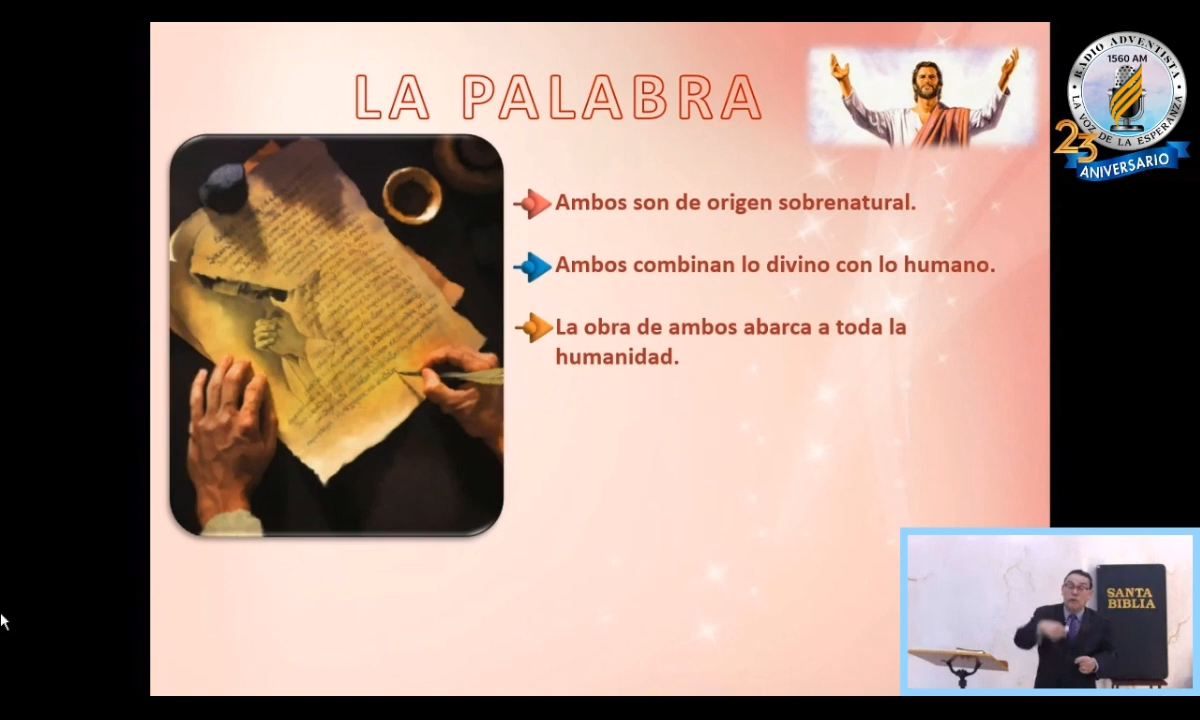 LA PALABRA
RADIO ADVENTISTA
1560 AM
LA VOZ DE LA ESPERANZA
23
ANIVERSARIO
Ambos son de origen sobrenatural.
Ambos combinan lo divino con lo humano.
La obra de ambos abarca a toda la
humanidad.
SANTA
BIBLIA